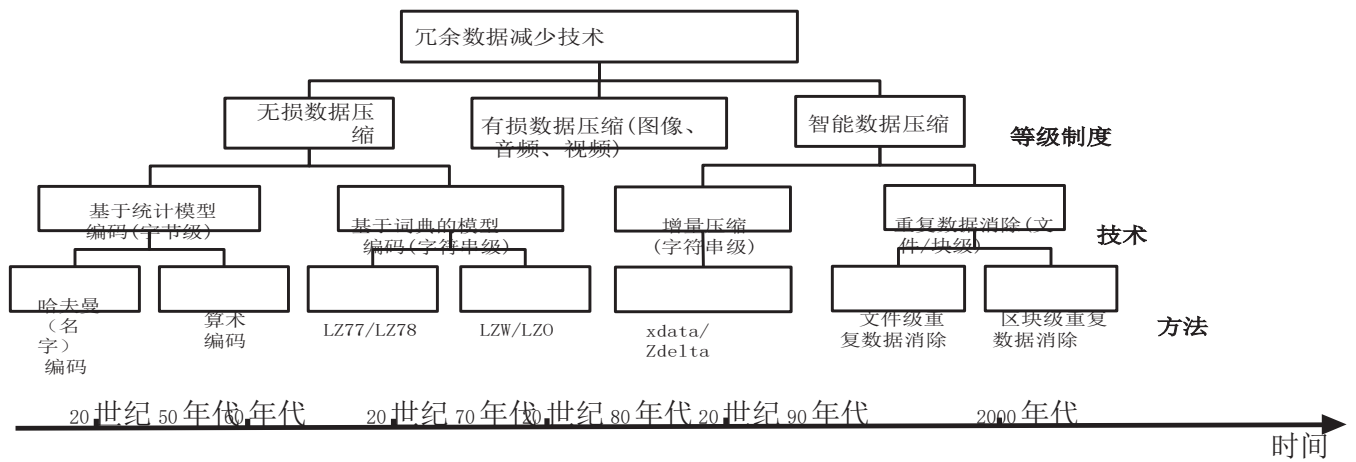 冗余数据减少技术
无损数据压
缩
有损数据压缩(图像、
音频、视频)
智能数据压缩
等级制度
基于统计模型
编码(字节级)
基于词典的模型
编码(字符串级)
增量压缩
(字符串级)
重复数据消除(文
件/块级)
技术
哈夫曼
（名
字）
编码
算术
编码
LZ77/LZ78
LZW/LZO
xdata/
Zdelta
文件级重
复数据消除
区块级重复
数据消除
方法
20世纪50年代
60年代
20世纪70年代
20世纪80年代
20世纪90年代
2000年代
时间